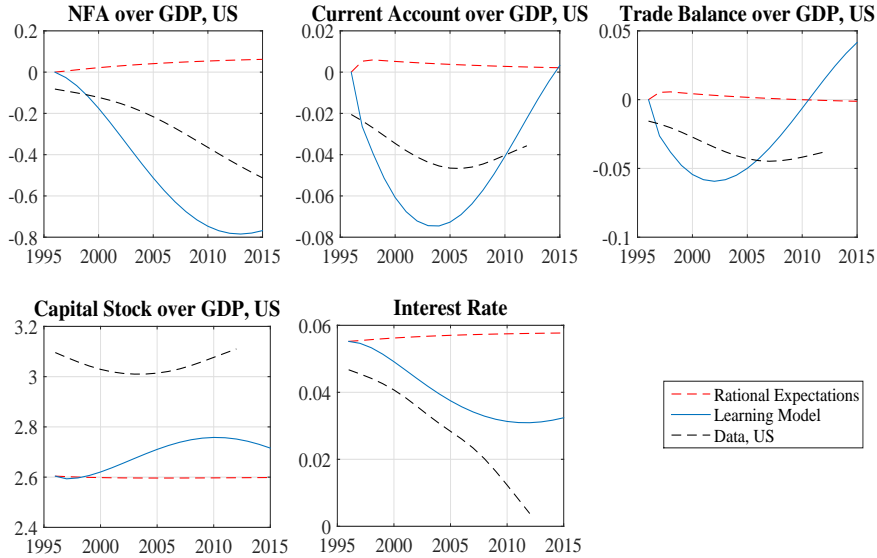 NFA over GDP, US
0.2
0
-0.2
-0.4
-0.6
-0.8
1995 2000 2005 2010 2015
Current Account over GDP, US
0.02
0
-0.02
-0.04
-0.06
-0.08
1995 2000 2005 2010 2015
Trade Balance over GDP, US
0.05
0
-0.05
-0.1
1995 2000 2005 2010 2015
Capital Stock over GDP, US
3.2
3
2.8
2.6
2.4
1995 2000 2005 2010 2015
Interest Rate
0.06
0.04
0.02
0
1995 2000 2005 2010 2015
Rational Expectations
Learning Model
Data, US